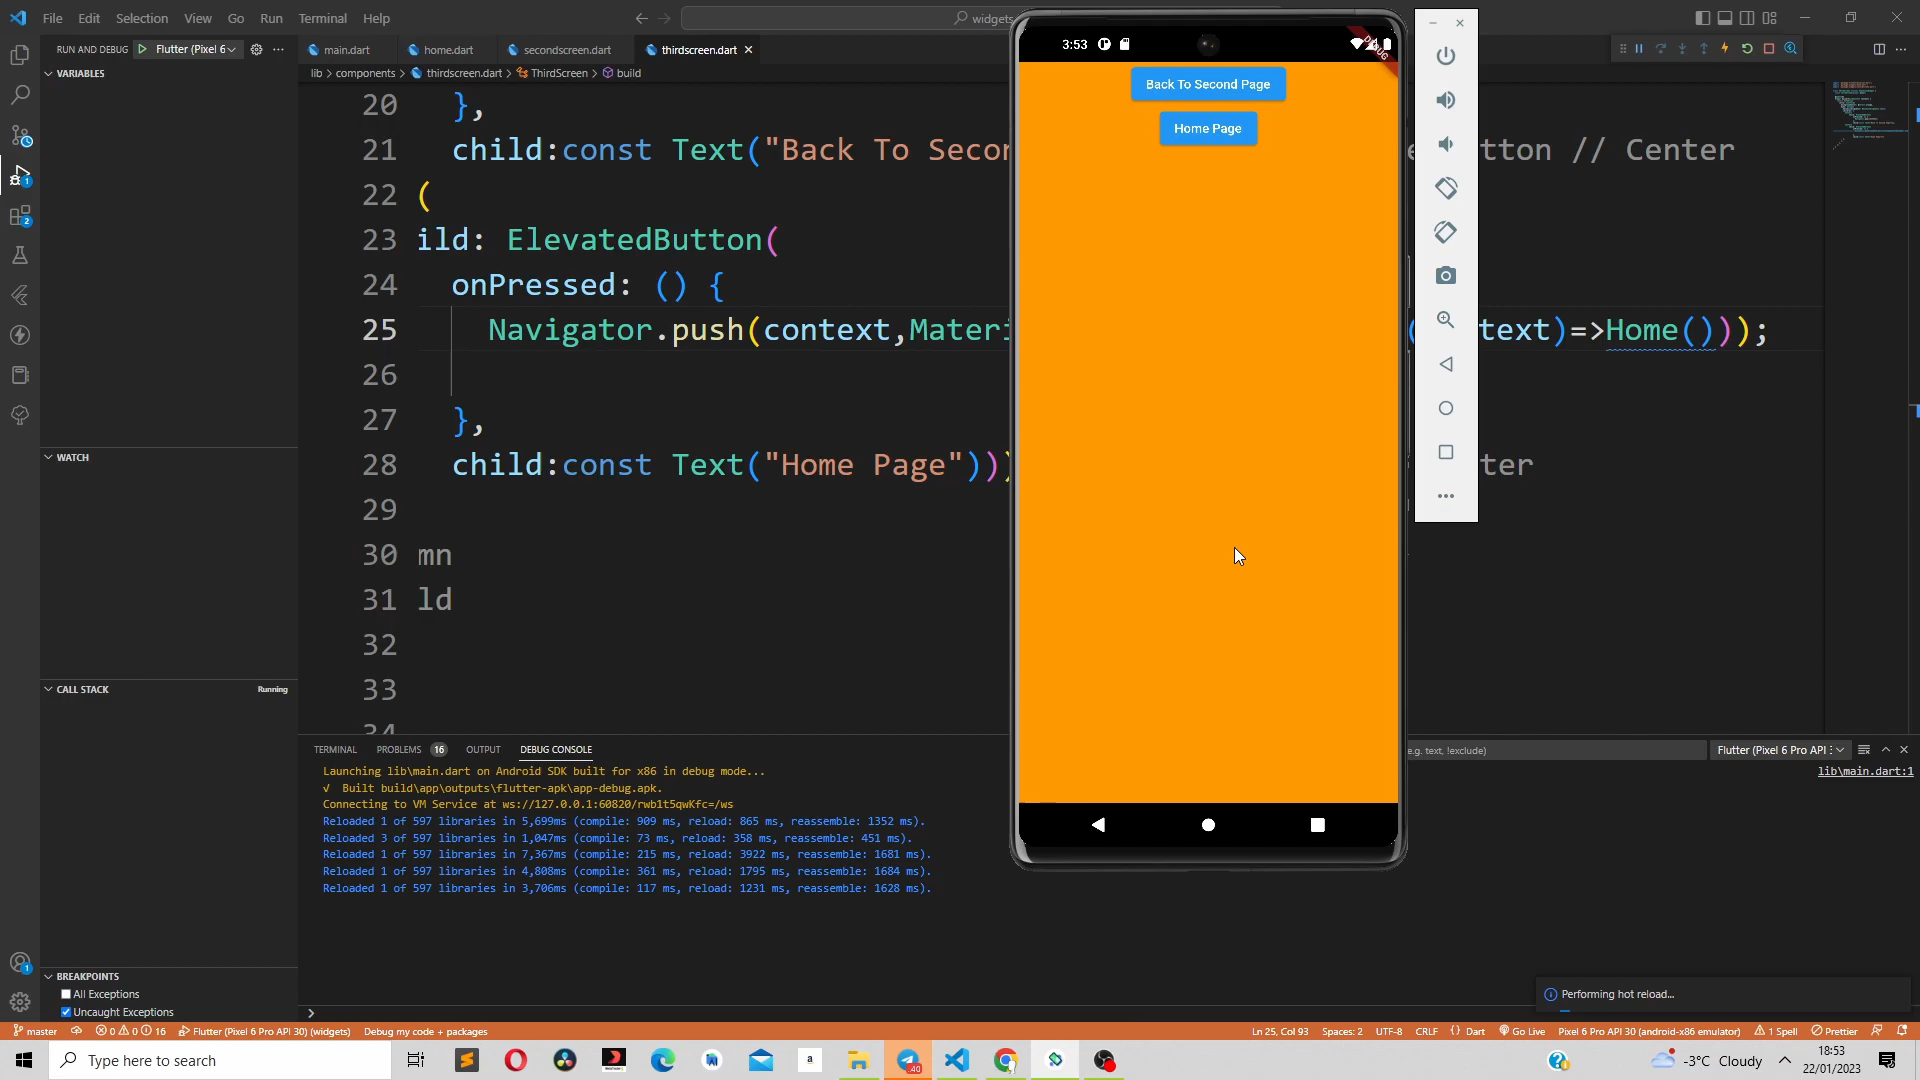 File Edit Selection View Go Run Terminal Help
widgets
RUN AND DEBUG Flutter (Pixel 6
main.dart
home.dart
secondscreen.dart
thirdscreen.dart
lib > components > thirdscreen.dart > ThirdScreen > build
VARIABLES
WATCH
CALL STACK
Running
BREAKPOINTS
All Exceptions
Uncaught Exceptions
20 },
21 child:const Text("Back To Secon
tton // Center
22 (
23 ild: ElevatedButton(
24 onPressed: () {
25 Navigator.push(context,Materi
text)=>Home()));
26
27 },
28 child:const Text("Home Page")))
ter
29
30 mn
31 ld
32
33
34
3:53
DEBUG
Back To Second Page
Home Page
TERMINAL PROBLEMS 16 OUTPUT DEBUG CONSOLE
e.g. text, !exclude)
Flutter (Pixel 6 Pro API
lib\main.dart:1
Launching lib\main.dart on Android SDK built for x86 in debug mode...
√ Built build\app\outputs\flutter-apk\app-debug.apk.
Connecting to VM Service at ws://127.0.0.1:60820/rwb1t5qwKfc=/ws
Reloaded 1 of 597 libraries in 5,699ms (compile: 909 ms, reload: 865 ms, reassemble: 1352 ms).
Reloaded 3 of 597 libraries in 1,047ms (compile: 73 ms, reload: 358 ms, reassemble: 451 ms).
Reloaded 1 of 597 libraries in 7,367ms (compile: 215 ms, reload: 3922 ms, reassemble: 1681 ms).
Reloaded 1 of 597 libraries in 4,808ms (compile: 361 ms, reload: 1795 ms, reassemble: 1684 ms).
Reloaded 1 of 597 libraries in 3,706ms (compile: 117 ms, reload: 1231 ms, reassemble: 1628 ms).
Performing hot reload...
master 0 0 16 Flutter (Pixel 6 Pro API 30) (widgets) Debug my code + packages
Ln 25, Col 93 Spaces: 2 UTF-8 CRLF {} Dart Go Live Pixel 6 Pro API 30 (android-x86 emulator) 1 Spell Prettier
Type here to search
40
-3°C Cloudy
18:53
22/01/2023